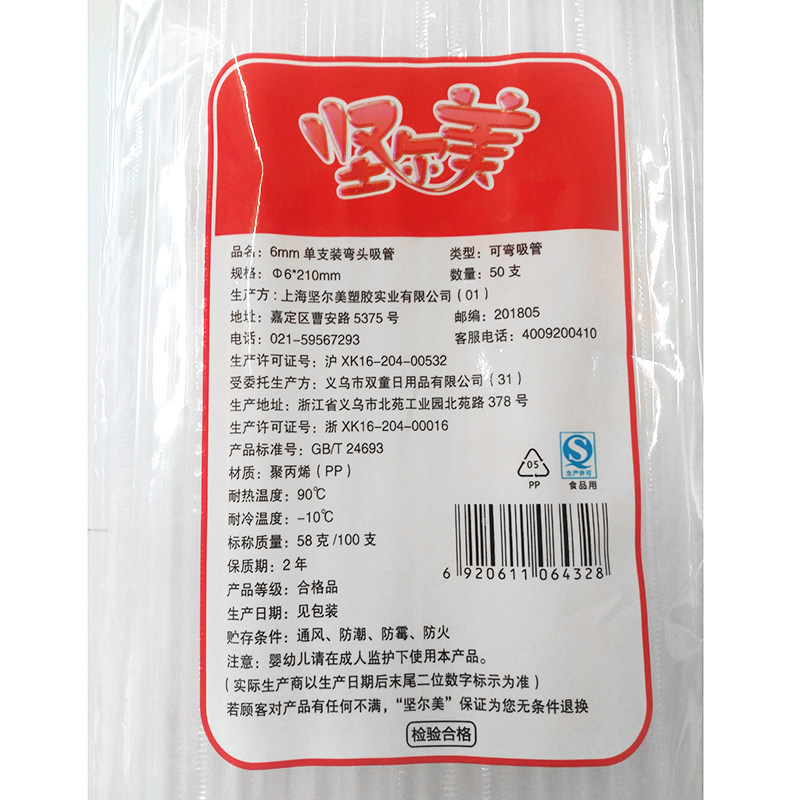 坚尔美
品名：6mm 单支装弯头吸管 类型：可弯吸管
规格：Φ6*210mm 数量：50 支
生产方：上海坚尔美塑胶实业有限公司（01）
地址：嘉定区曹安路 5375 号 邮编：201805
电话：021-59567293 客服电话：4009200410
生产许可证号：沪 XK16-204-00532
受委托生产方：义乌市双童日用品有限公司（31）
生产地址：浙江省义乌市北苑工业园北苑路 378 号
生产许可证号：浙 XK16-204-00016
产品标准号：GB/T 24693
材质：聚丙烯（PP）
05
PP
生产许可
食品用
耐热温度：90℃
耐冷温度：-10℃
标称质量：58 克/100 支
保质期：2 年
6 920611 064328
产品等级：合格品
生产日期：见包装
贮存条件：通风、防潮、防霉、防火
注意：婴幼儿请在成人监护下使用本产品。
（实际生产商以生产日期后末尾二位数字标示为准）
若顾客对产品有任何不满，“坚尔美”保证为您无条件退换
检验合格